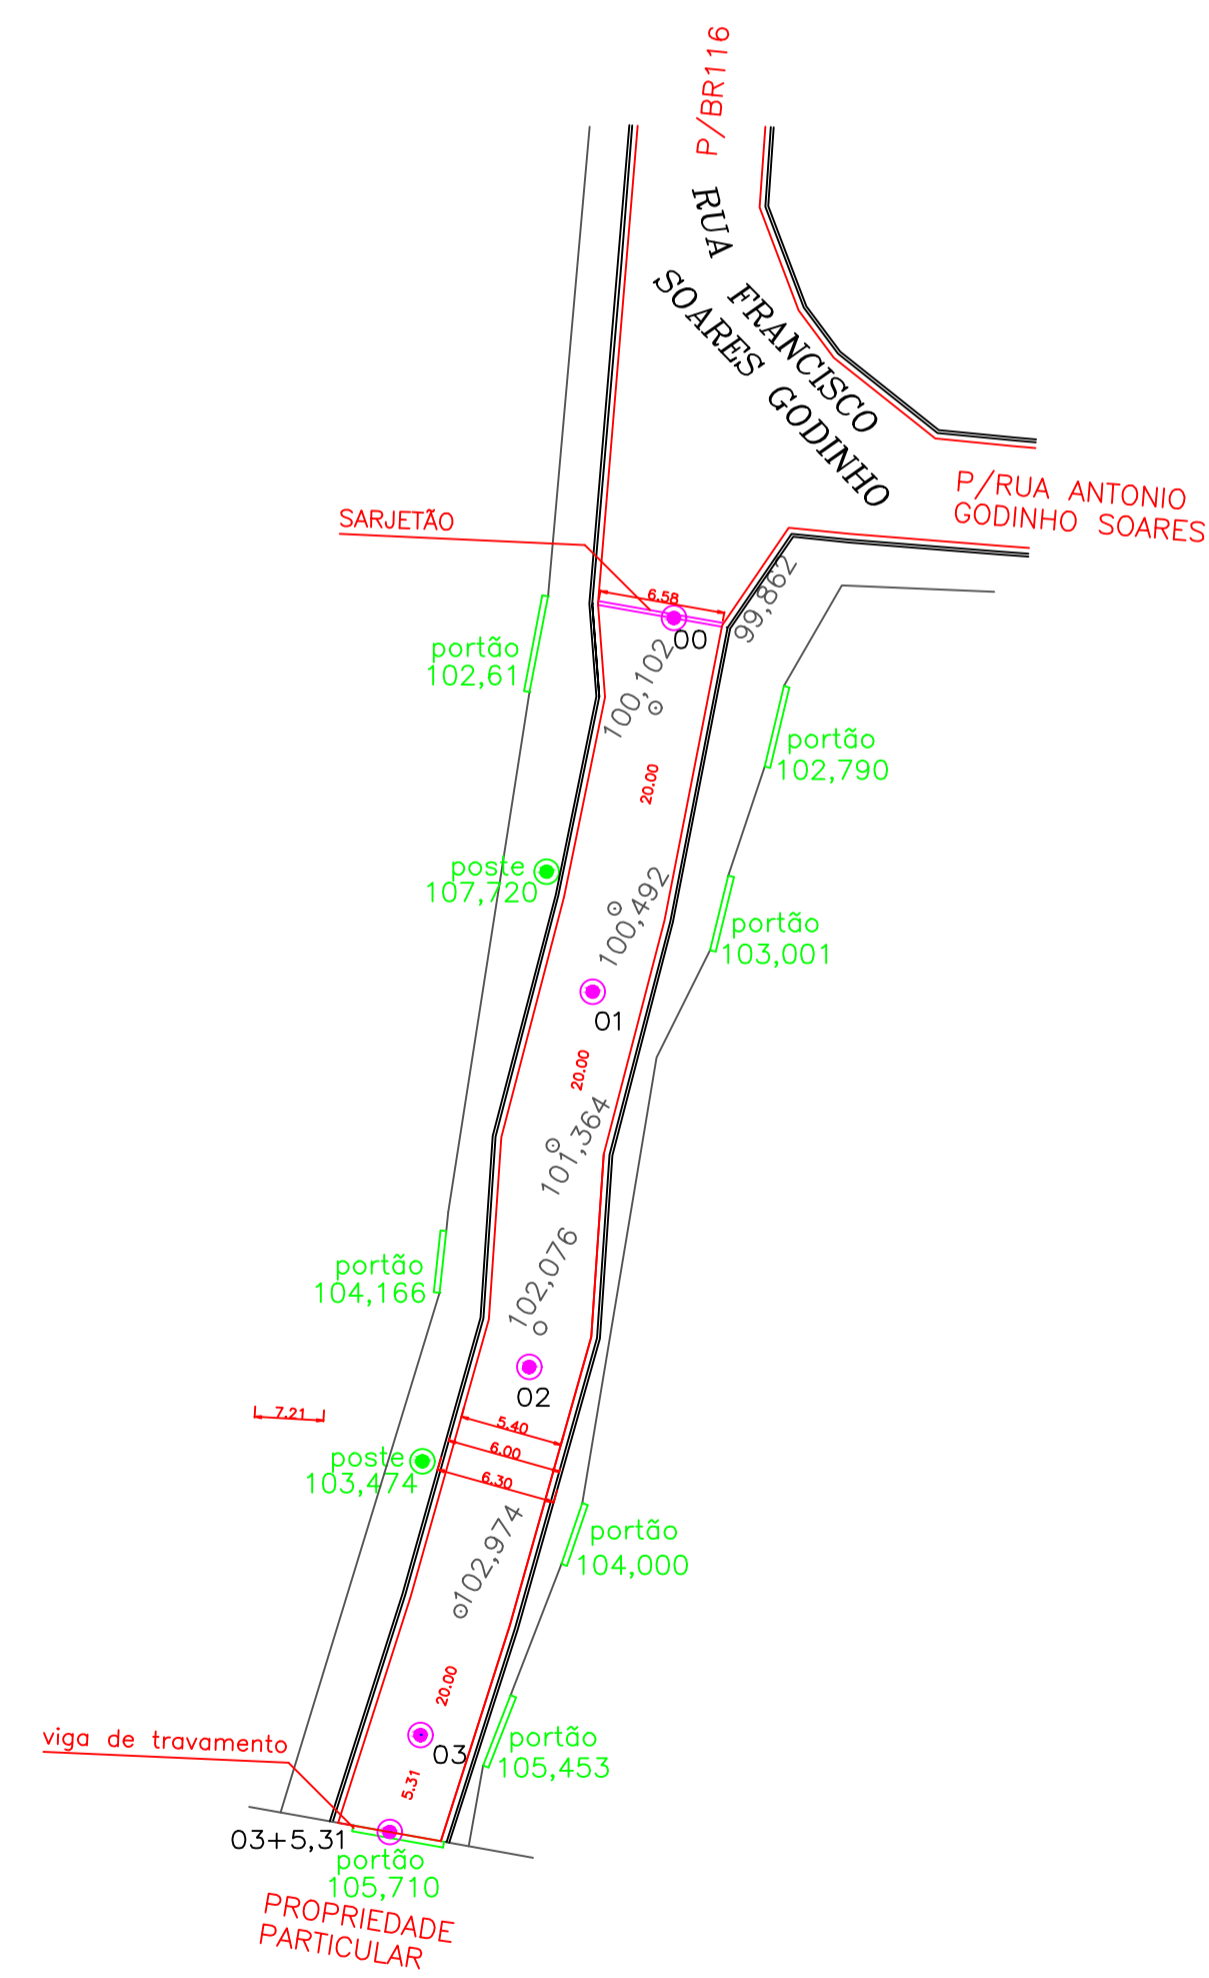 P/BR116
RUA FRANCISCO
SOARES GODINHO
P/RUA ANTONIO
GODINHO SOARES
SARJETÃO
6.58
99,862
00
portão
102,61
100,102
portão
102,790
20.00
poste
107,720
100,492
portão
103,001
01
20.00
101,364
portão
104,166
102,076
02
7.21
5.40
6.00
6.30
poste
103,474
102,974
portão
104,000
20.00
viga de travamento
03
portão
105,453
5.31
03+5,31
portão
105,710
PROPRIEDADE
PARTICULAR